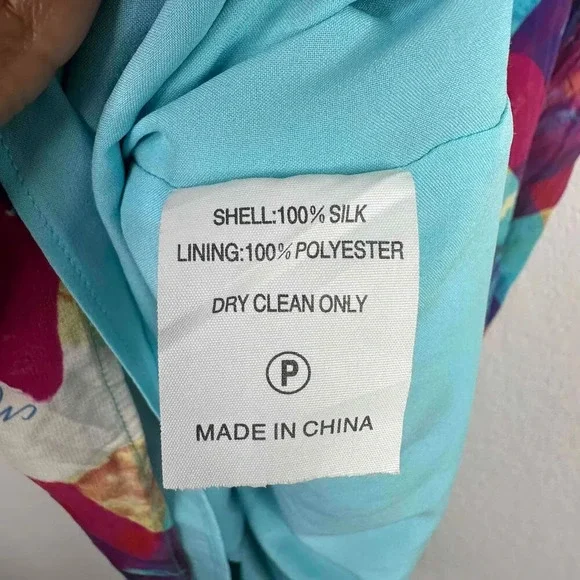 SHELL:100% SILK
LINING:100% POLYESTER
DRY CLEAN ONLY
P
MADE IN CHINA